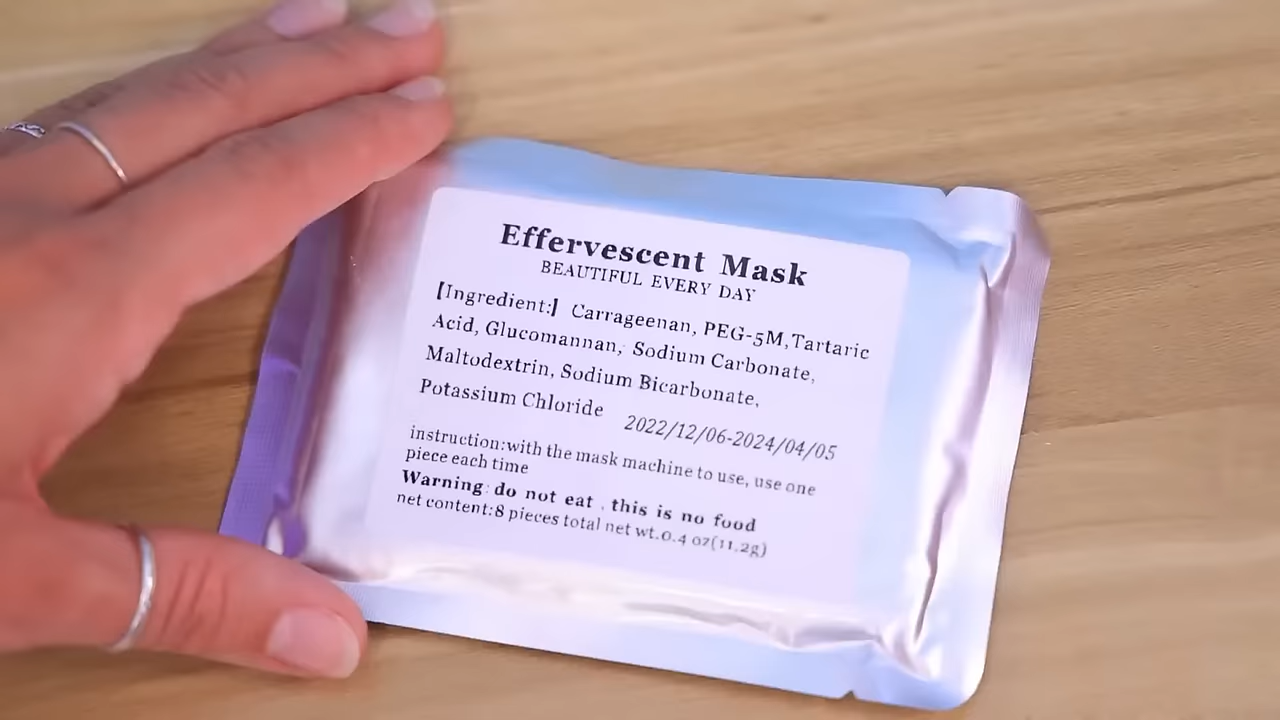 Effervescent Mask
BEAUTIFUL EVERY DAY
【Ingredient:】 Carrageenan, PEG-5M,Tartaric
Acid, Glucomannan, Sodium Carbonate,
Maltodextrin, Sodium Bicarbonate,
Potassium Chloride 2022/12/06-2024/04/05
instruction:with the mask machine to use, use one
piece each time
Warning: do not eat , this is no food
net content:8 pieces total net wt.0.4 oz(11.2g)